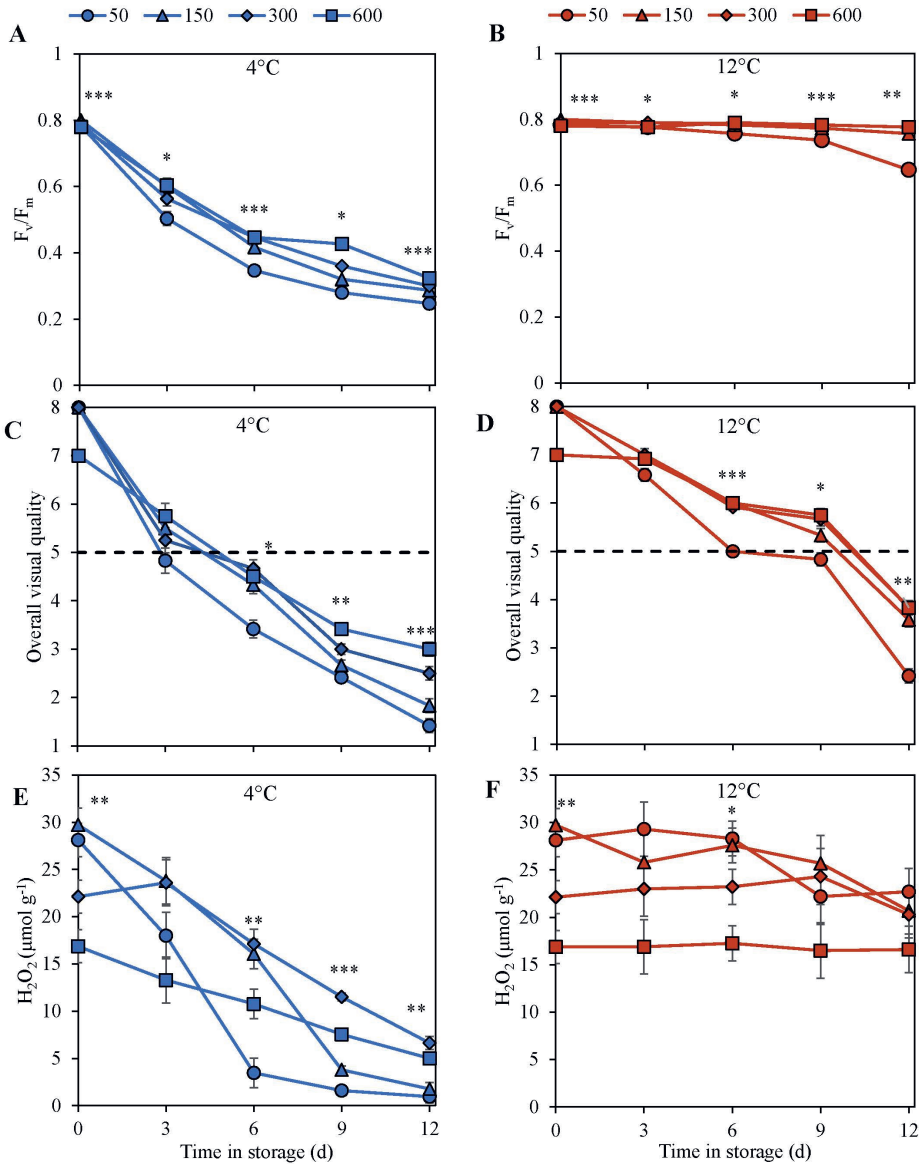 50 150 300 600
50 150 300 600
A
4°C
1
0.8
0.6
0.4
0.2
0
Fv/Fm
***
*
***
*
***
B
12°C
1
0.8
0.6
0.4
0.2
0
Fv/Fm
***
*
*
***
**
C
4°C
8
7
6
5
4
3
2
1
Overall visual quality
*
**
***
D
12°C
8
7
6
5
4
3
2
1
Overall visual quality
***
*
**
E
4°C
35
30
25
20
15
10
5
0
H₂O₂ (µmol g⁻¹)
**
**
***
**
0 3 6 9 12
Time in storage (d)
F
12°C
35
30
25
20
15
10
5
0
H₂O₂ (µmol g⁻¹)
**
*
0 3 6 9 12
Time in storage (d)